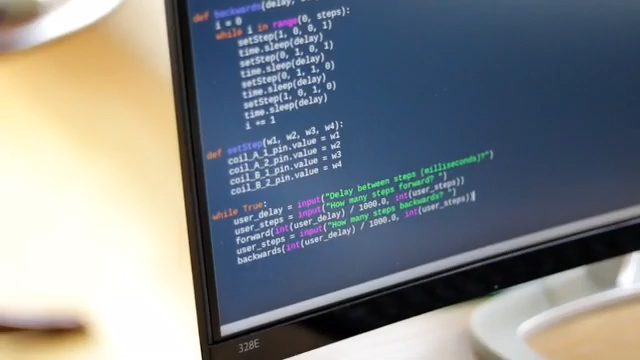 def backwards(delay, steps):
i = 0
while i in range(0, steps):
setStep(1, 0, 0, 1)
time.sleep(delay)
setStep(0, 1, 0, 1)
time.sleep(delay)
setStep(0, 1, 1, 0)
time.sleep(delay)
setStep(1, 0, 1, 0)
time.sleep(delay)
i += 1
def setStep(w1, w2, w3, w4):
coil_A_1_pin.value = w1
coil_A_2_pin.value = w2
coil_B_1_pin.value = w3
coil_B_2_pin.value = w4
while True:
user_delay = input("Delay between steps (milliseconds)?")
user_steps = input("How many steps forward? ")
forward(int(user_delay) / 1000.0, int(user_steps))
user_steps = input("How many steps backwards? ")
backwards(int(user_delay) / 1000.0, int(user_steps))
328E